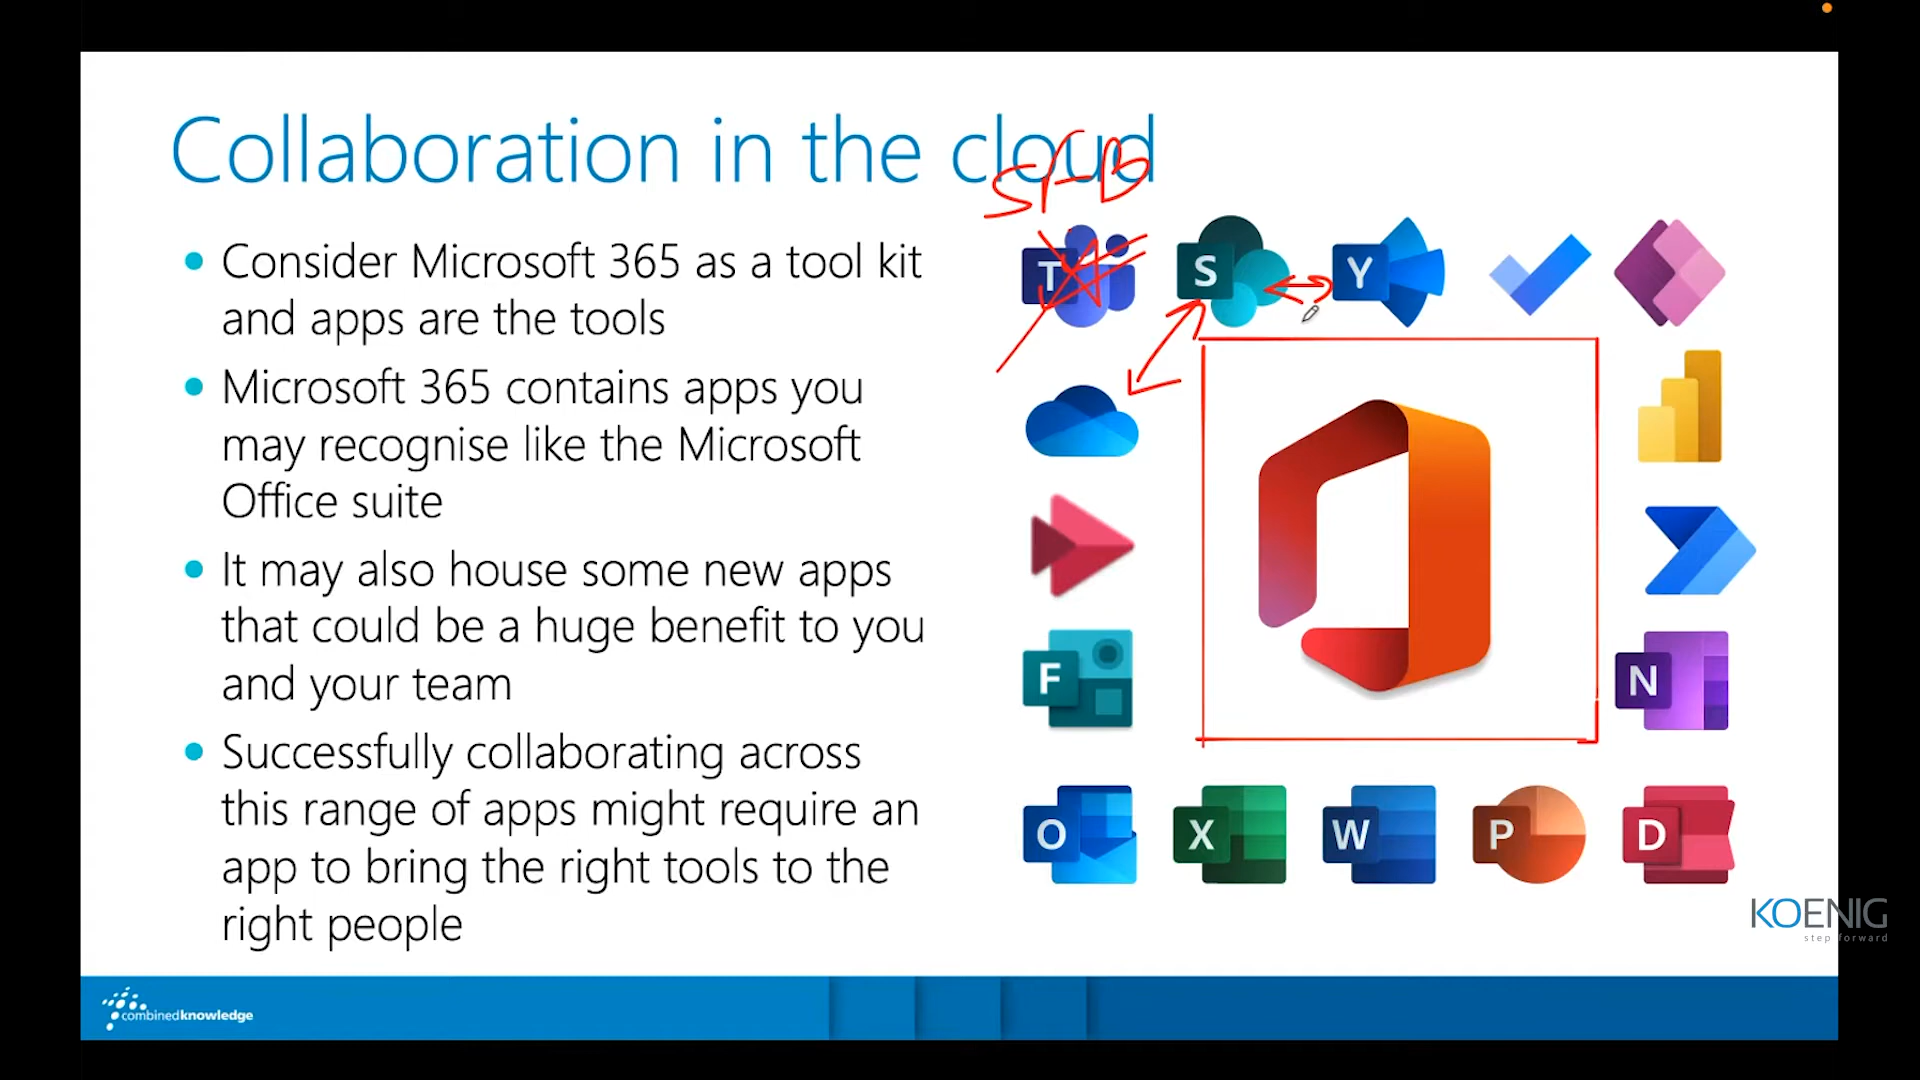 Collaboration in the cloud
SFB
Consider Microsoft 365 as a tool kit
and apps are the tools
Microsoft 365 contains apps you
may recognise like the Microsoft
Office suite
It may also house some new apps
that could be a huge benefit to you
and your team
Successfully collaborating across
this range of apps might require an
app to bring the right tools to the
right people
T
S
Y
F
N
O
X
W
P
D
KOENIG
step forward
combinedknowledge